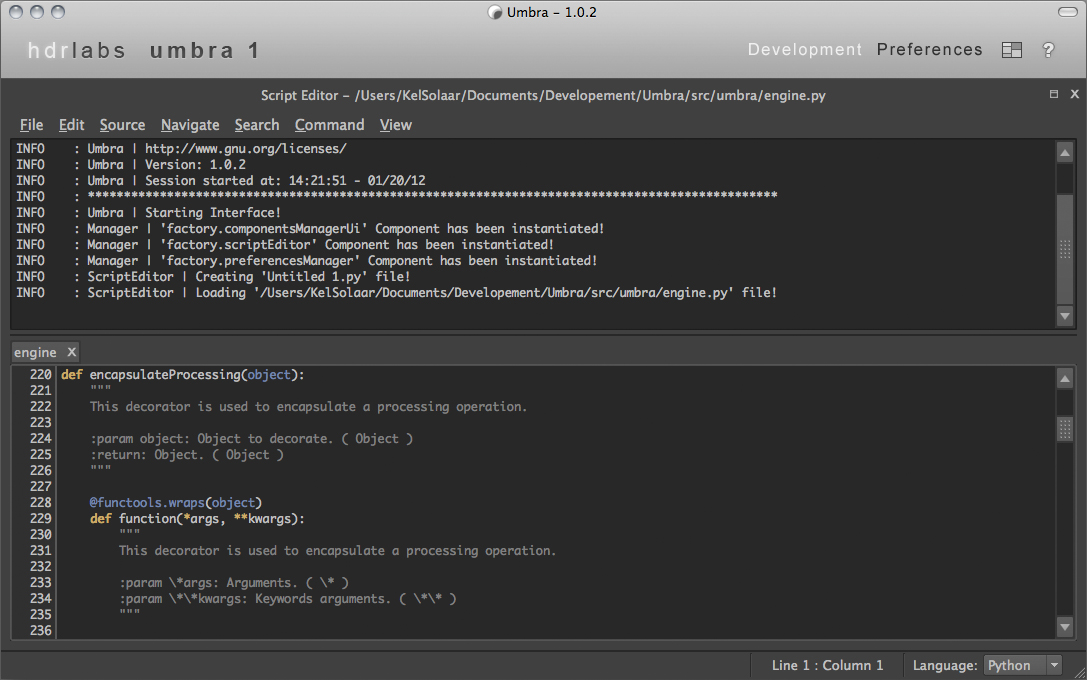 Umbra – 1.0.2
hdrlabs umbra 1 Development Preferences ?
Script Editor – /Users/KelSolaar/Documents/Developement/Umbra/src/umbra/engine.py X
File Edit Source Navigate Search Command View
INFO    : Umbra | http://www.gnu.org/licenses/
INFO    : Umbra | Version: 1.0.2
INFO    : Umbra | Session started at: 14:21:51 - 01/20/12
INFO    : ************************************************************************************************
INFO    : Umbra | Starting Interface!
INFO    : Manager | 'factory.componentsManagerUi' Component has been instantiated!
INFO    : Manager | 'factory.scriptEditor' Component has been instantiated!
INFO    : Manager | 'factory.preferencesManager' Component has been instantiated!
INFO    : ScriptEditor | Creating 'Untitled 1.py' file!
INFO    : ScriptEditor | Loading '/Users/KelSolaar/Documents/Developement/Umbra/src/umbra/engine.py' file!
engine X
220 def encapsulateProcessing(object):
221     """
222     This decorator is used to encapsulate a processing operation.
223
224     :param object: Object to decorate. ( Object )
225     :return: Object. ( Object )
226     """
227
228     @functools.wraps(object)
229     def function(*args, **kwargs):
230         """
231         This decorator is used to encapsulate a processing operation.
232
233         :param \*args: Arguments. ( \* )
234         :param \*\*kwargs: Keywords arguments. ( \*\* )
235         """
236
Line 1 : Column 1 Language: Python